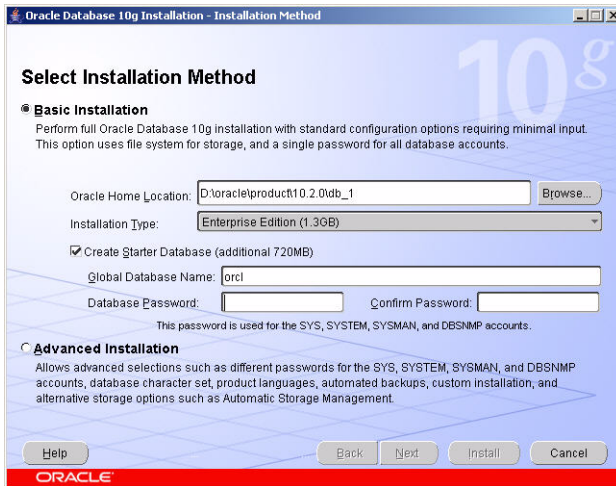 Oracle Database 10g Installation - Installation Method
10g
Select Installation Method
Basic Installation
Perform full Oracle Database 10g installation with standard configuration options requiring minimal input.
This option uses file system for storage, and a single password for all database accounts.
Oracle Home Location: D:\oracle\product\10.2.0\db_1 Browse...
Installation Type: Enterprise Edition (1.3GB)
Create Starter Database (additional 720MB)
Global Database Name: orcl
Database Password: Confirm Password:
This password is used for the SYS, SYSTEM, SYSMAN, and DBSNMP accounts.
Advanced Installation
Allows advanced selections such as different passwords for the SYS, SYSTEM, SYSMAN, and DBSNMP
accounts, database character set, product languages, automated backups, custom installation, and
alternative storage options such as Automatic Storage Management.
Help Back Next Install Cancel
ORACLE